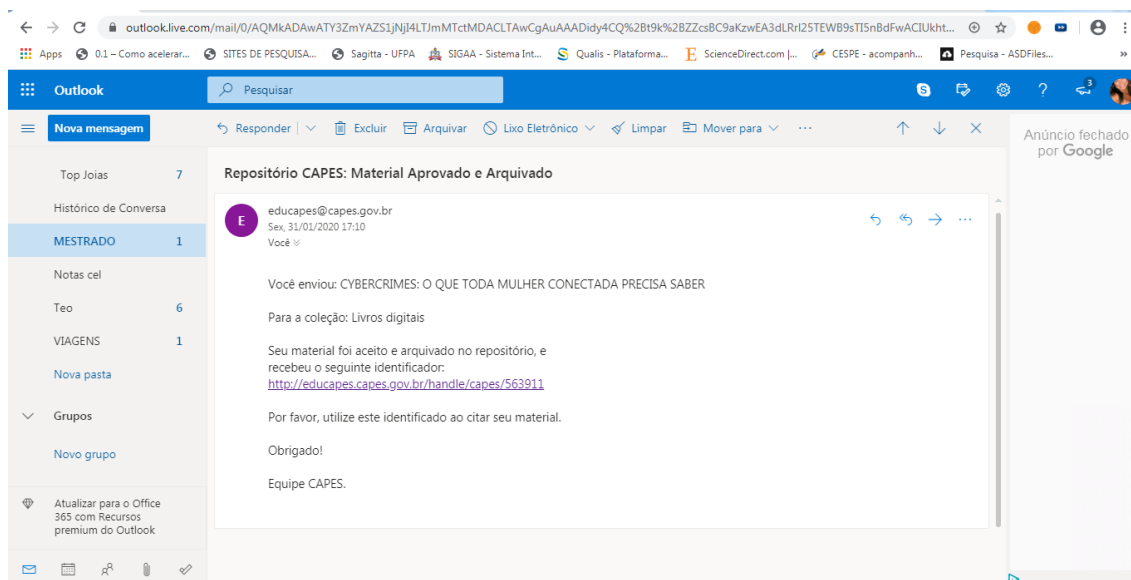 outlook.live.com/mail/0/AQMkADAwATY3ZmYAZS1jNjI4LTJmMTctMDACLTAwCgAuAAADidy4CQ%2Bt9k%2BZZcsBC9aKzwEA3dLRrl25TEWB9sTI5nBdFwACIUkht...
Apps 0.1 – Como acelerar... SITES DE PESQUISA... Sagitta - UFPA SIGAA - Sistema Int... Qualis - Plataforma... ScienceDirect.com |... CESPE - acompanh... Pesquisa - ASDFiles... »
Outlook Pesquisar 3
Nova mensagem Responder Excluir Arquivar Lixo Eletrônico Limpar Mover para ...
Anúncio fechado
por Google
Top Joias 7
Histórico de Conversa
MESTRADO 1
Notas cel
Teo 6
VIAGENS 1
Nova pasta
Grupos
Novo grupo
Atualizar para o Office
365 com Recursos
premium do Outlook
Repositório CAPES: Material Aprovado e Arquivado
E
educapes@capes.gov.br
Sex, 31/01/2020 17:10
Você
Você enviou: CYBERCRIMES: O QUE TODA MULHER CONECTADA PRECISA SABER
Para a coleção: Livros digitais
Seu material foi aceito e arquivado no repositório, e
recebeu o seguinte identificador:
http://educapes.capes.gov.br/handle/capes/563911
Por favor, utilize este identificado ao citar seu material.
Obrigado!
Equipe CAPES.